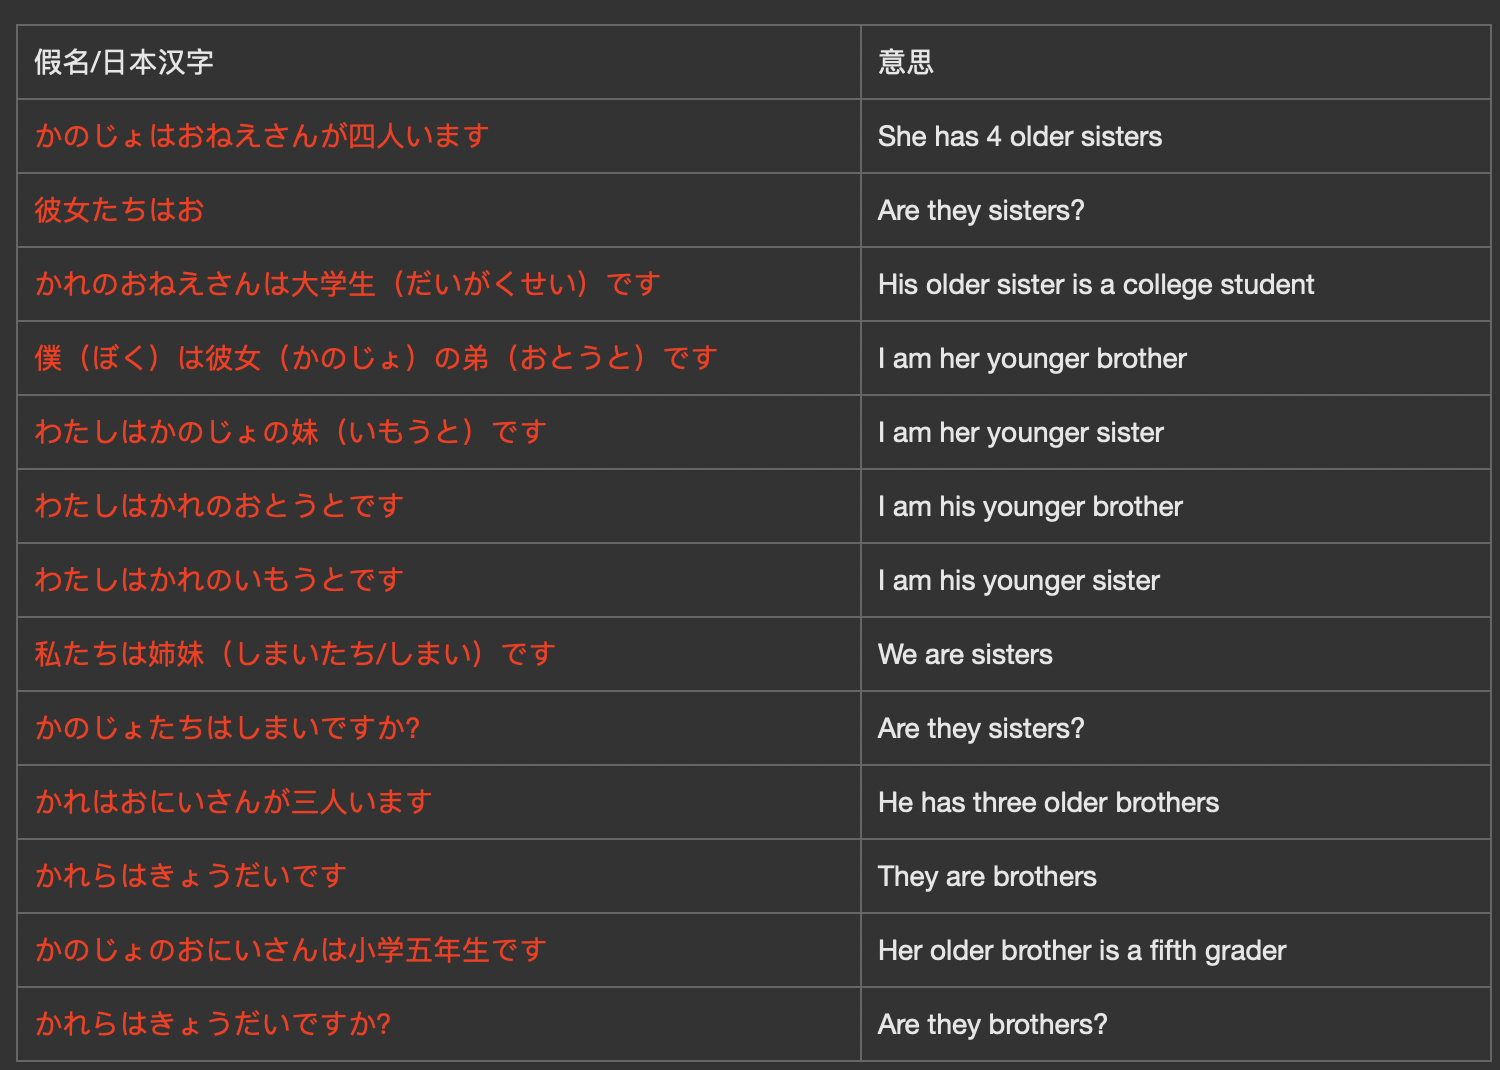 假名/日本汉字 意思
かのじょはおねえさんが四人います She has 4 older sisters
彼女たちはお Are they sisters?
かれのおねえさんは大学生（だいがくせい）です His older sister is a college student
僕（ぼく）は彼女（かのじょ）の弟（おとうと）です I am her younger brother
わたしはかのじょの妹（いもうと）です I am her younger sister
わたしはかれのおとうとです I am his younger brother
わたしはかれのいもうとです I am his younger sister
私たちは姉妹（しまいたち/しまい）です We are sisters
かのじょたちはしまいですか? Are they sisters?
かれはおにいさんが三人います He has three older brothers
かれらはきょうだいです They are brothers
かのじょのおにいさんは小学五年生です Her older brother is a fifth grader
かれらはきょうだいですか? Are they brothers?